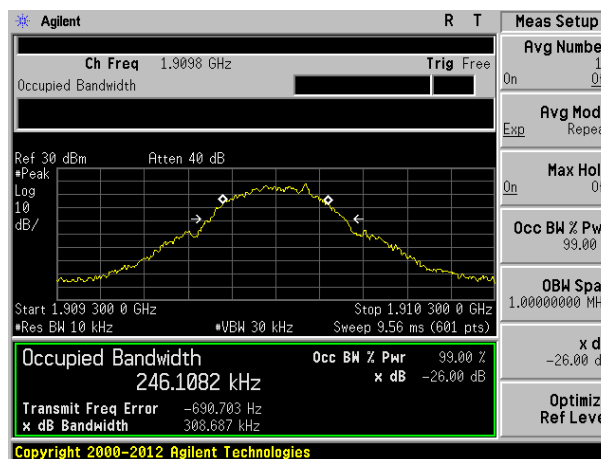 Agilent R T Meas Setup
Ch Freq 1.9098 GHz Trig Free
Occupied Bandwidth
Ref 30 dBm Atten 40 dB
#Peak
Log
10
dB/
Start 1.909 300 0 GHz Stop 1.910 300 0 GHz
#Res BW 10 kHz #VBW 30 kHz Sweep 9.56 ms (601 pts)
Occupied Bandwidth Occ BW % Pwr 99.00 %
246.1082 kHz x dB -26.00 dB
Transmit Freq Error -690.703 Hz
x dB Bandwidth 308.687 kHz
Copyright 2000-2012 Agilent Technologies
Avg Numbe
1
On O
Avg Mod
Exp Repea
Max Hol
On O
Occ BW % Pw
99.00
OBW Spa
1.00000000 MH
x d
-26.00 d
Optimiz
Ref Leve